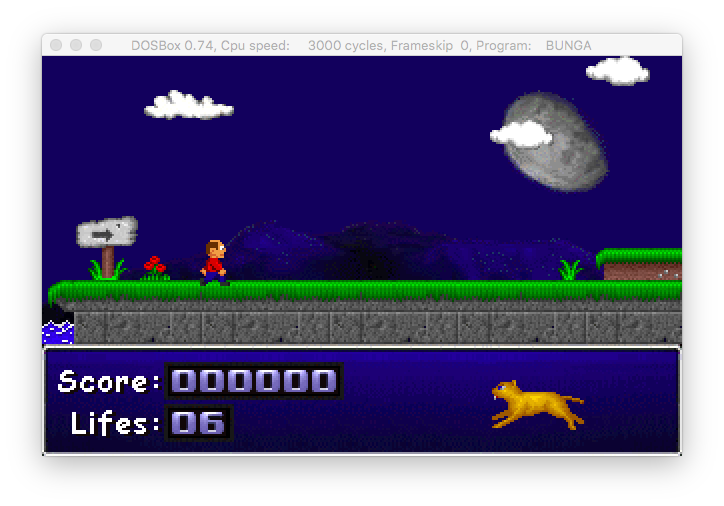 DOSBox 0.74, Cpu speed: 3000 cycles, Frameskip 0, Program: BUNGA
Score: 000000
Lifes: 06